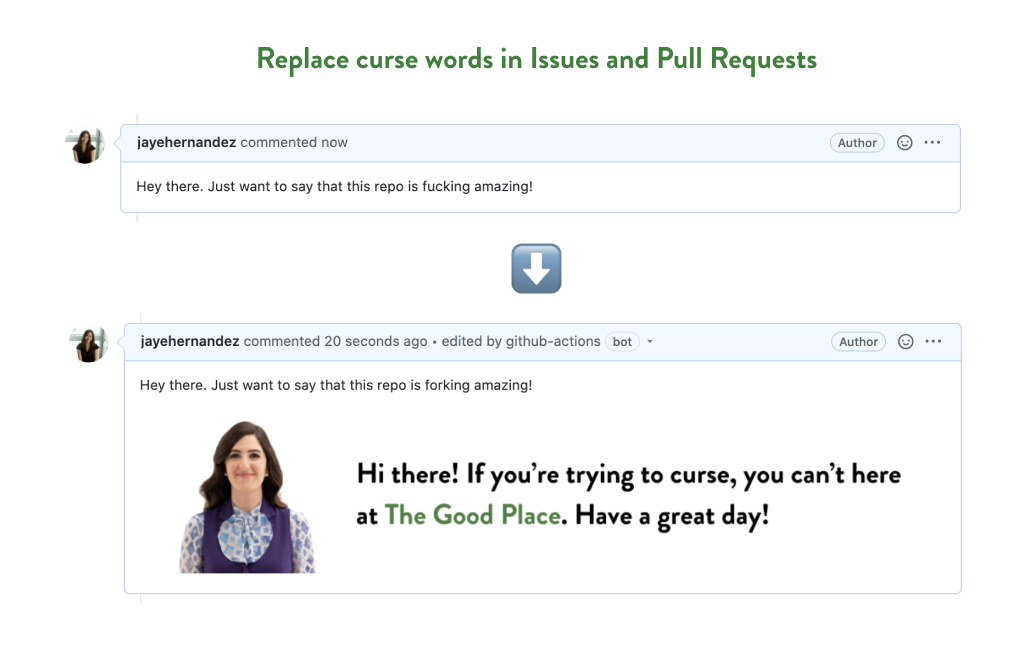 Replace curse words in Issues and Pull Requests
jayehernandez commented now
Author
Hey there. Just want to say that this repo is fucking amazing!
jayehernandez commented 20 seconds ago • edited by github-actions bot
Author
Hey there. Just want to say that this repo is forking amazing!
Hi there! If you’re trying to curse, you can’t here
at The Good Place. Have a great day!